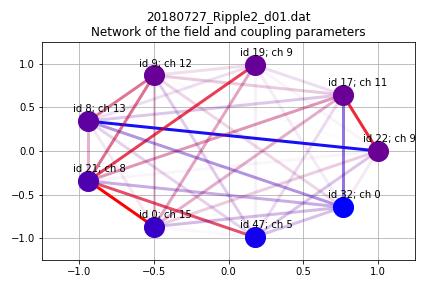 20180727_Ripple2_d01.dat
Network of the field and coupling parameters
id 19; ch 9
id 9; ch 12
id 17; ch 11
id 8; ch 13
id 22; ch 9
id 21; ch 8
id 32; ch 0
id 0; ch 15
id 47; ch 5
1.0
0.5
0.0
−0.5
−1.0
−1.0
−0.5
0.0
0.5
1.0